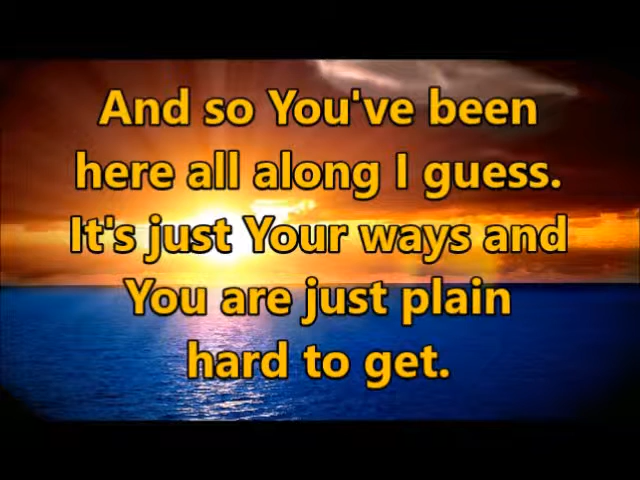 And so You've been
here all along I guess.
It's just Your ways and
You are just plain
hard to get.